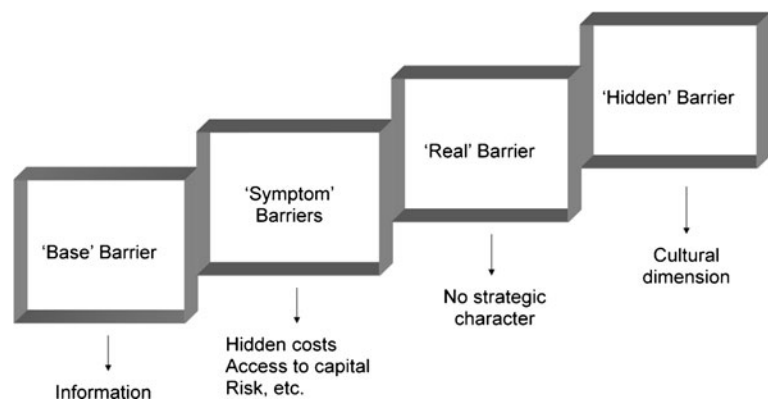 'Base' Barrier
Information
'Symptom'
Barriers
Hidden costs
Access to capital
Risk, etc.
'Real' Barrier
No strategic
character
'Hidden' Barrier
Cultural
dimension